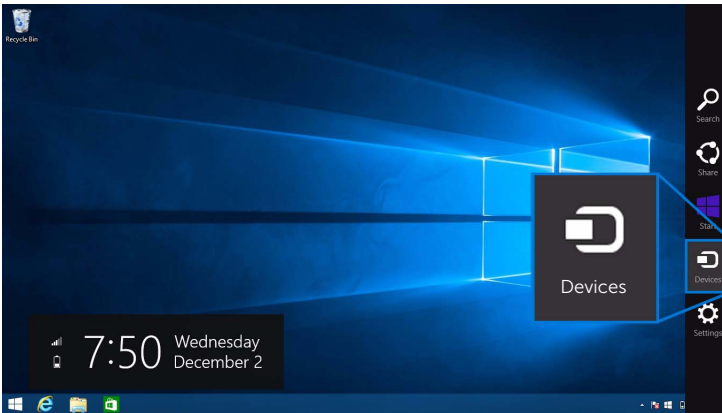 Recycle Bin
Search
Share
Start
Devices
Devices
Settings
7:50
Wednesday
December 2